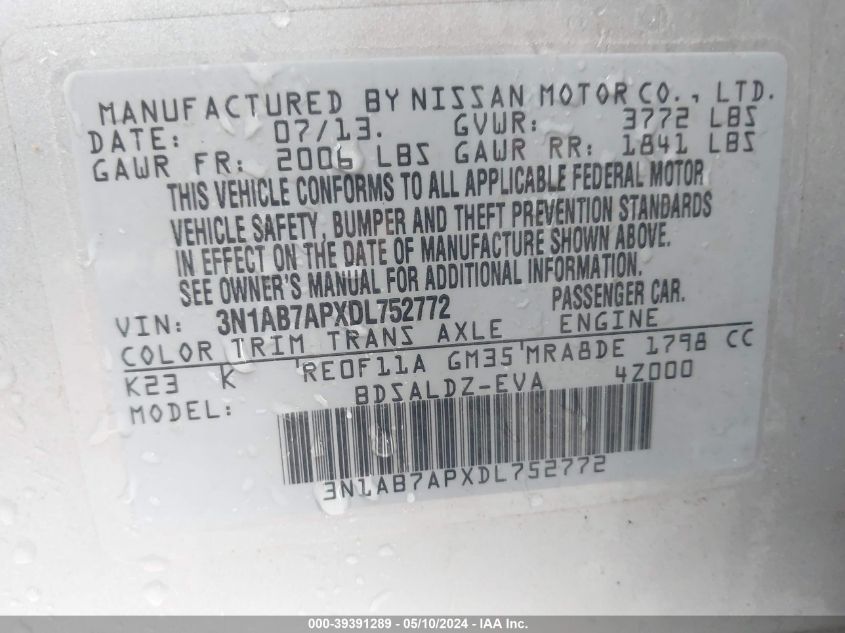 MANUFACTURED BY NISSAN MOTOR CO., LTD.
DATE: 07/13. GVWR: 3772 LBS
GAWR FR: 2006 LBS GAWR RR: 1841 LBS
THIS VEHICLE CONFORMS TO ALL APPLICABLE FEDERAL MOTOR
VEHICLE SAFETY, BUMPER AND THEFT PREVENTION STANDARDS
IN EFFECT ON THE DATE OF MANUFACTURE SHOWN ABOVE.
SEE OWNER'S MANUAL FOR ADDITIONAL INFORMATION.
VIN: 3N1AB7APXDL752772 PASSENGER CAR.
COLOR TRIM TRANS AXLE ENGINE
K23 K 'RE0F11A GM35'MRA8DE 1798 CC
MODEL: BDSALDZ-EVA 4Z000
3N1AB7APXDL752772
000-39391289 - 05/10/2024 - IAA Inc.